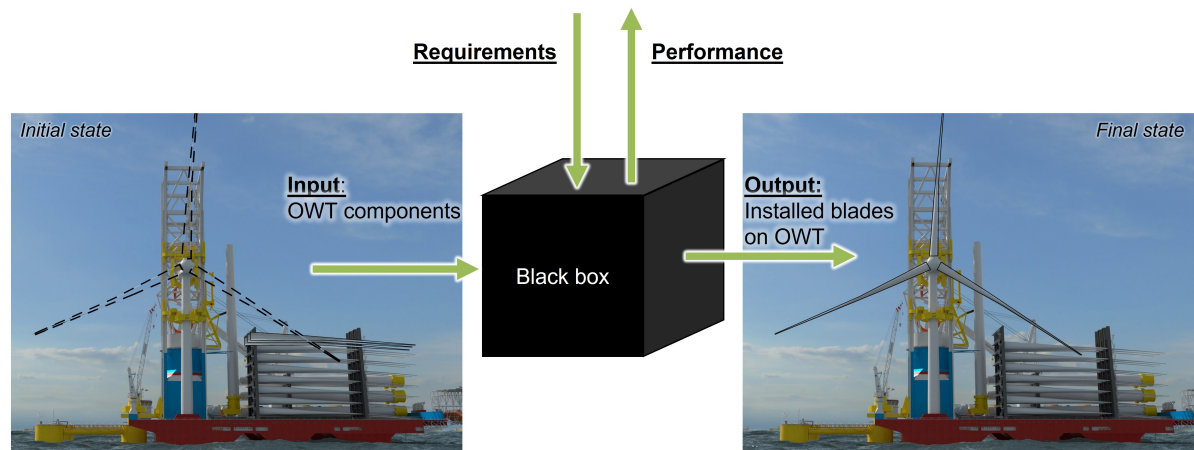 Requirements
Performance
Initial state
Final state
Input:
OWT components
Output:
Installed blades
on OWT
Black box